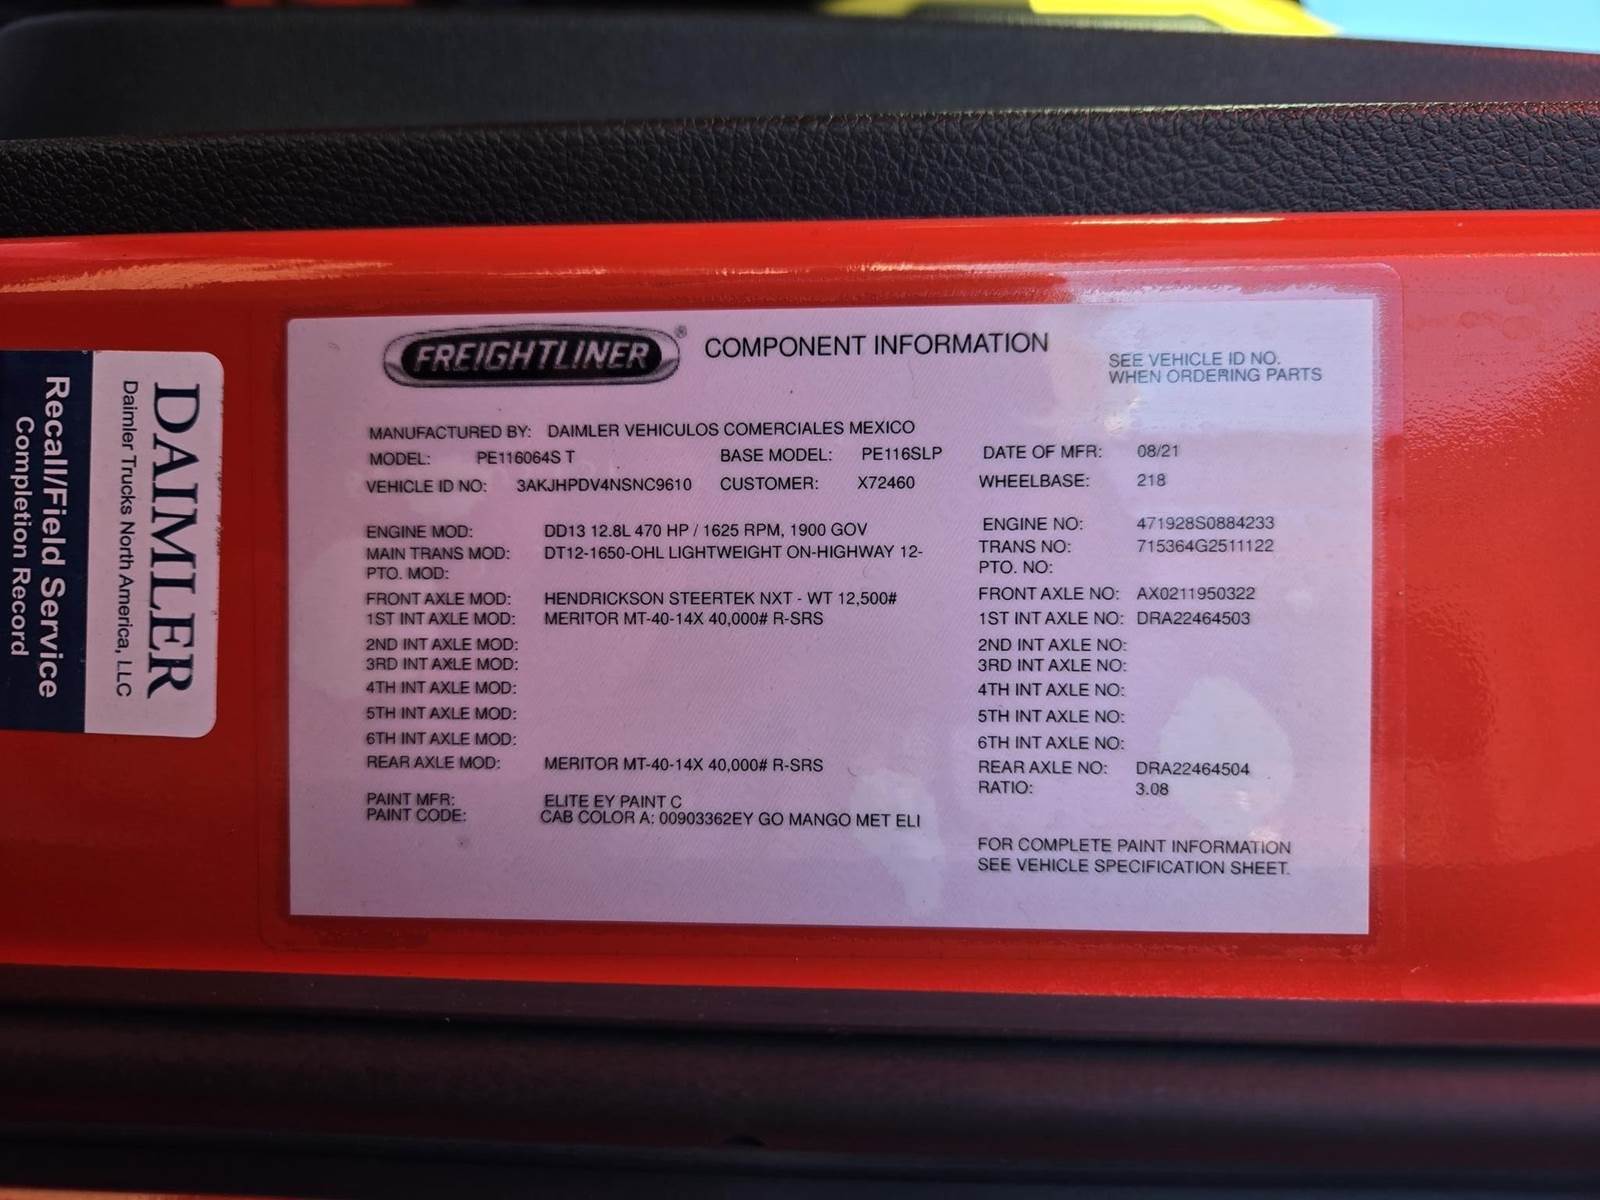 FREIGHTLINER®
COMPONENT INFORMATION
SEE VEHICLE ID NO.
WHEN ORDERING PARTS
MANUFACTURED BY: DAIMLER VEHICULOS COMERCIALES MEXICO
MODEL: PE116064S T BASE MODEL: PE116SLP DATE OF MFR: 08/21
VEHICLE ID NO: 3AKJHPDV4NSNC9610 CUSTOMER: X72460 WHEELBASE: 218
ENGINE MOD: DD13 12.8L 470 HP / 1625 RPM, 1900 GOV ENGINE NO: 471928S0884233
MAIN TRANS MOD: DT12-1650-OHL LIGHTWEIGHT ON-HIGHWAY 12- TRANS NO: 715364G2511122
PTO. MOD: PTO. NO:
FRONT AXLE MOD: HENDRICKSON STEERTEK NXT - WT 12,500# FRONT AXLE NO: AX0211950322
1ST INT AXLE MOD: MERITOR MT-40-14X 40,000# R-SRS 1ST INT AXLE NO: DRA22464503
2ND INT AXLE MOD: 2ND INT AXLE NO:
3RD INT AXLE MOD: 3RD INT AXLE NO:
4TH INT AXLE MOD: 4TH INT AXLE NO:
5TH INT AXLE MOD: 5TH INT AXLE NO:
6TH INT AXLE MOD: 6TH INT AXLE NO:
REAR AXLE MOD: MERITOR MT-40-14X 40,000# R-SRS REAR AXLE NO: DRA22464504
RATIO: 3.08
PAINT MFR: ELITE EY PAINT C
PAINT CODE: CAB COLOR A: 00903362EY GO MANGO MET ELI
FOR COMPLETE PAINT INFORMATION
SEE VEHICLE SPECIFICATION SHEET.
DAIMLER
Daimler Trucks North America, LLC
Recall/Field Service
Completion Record